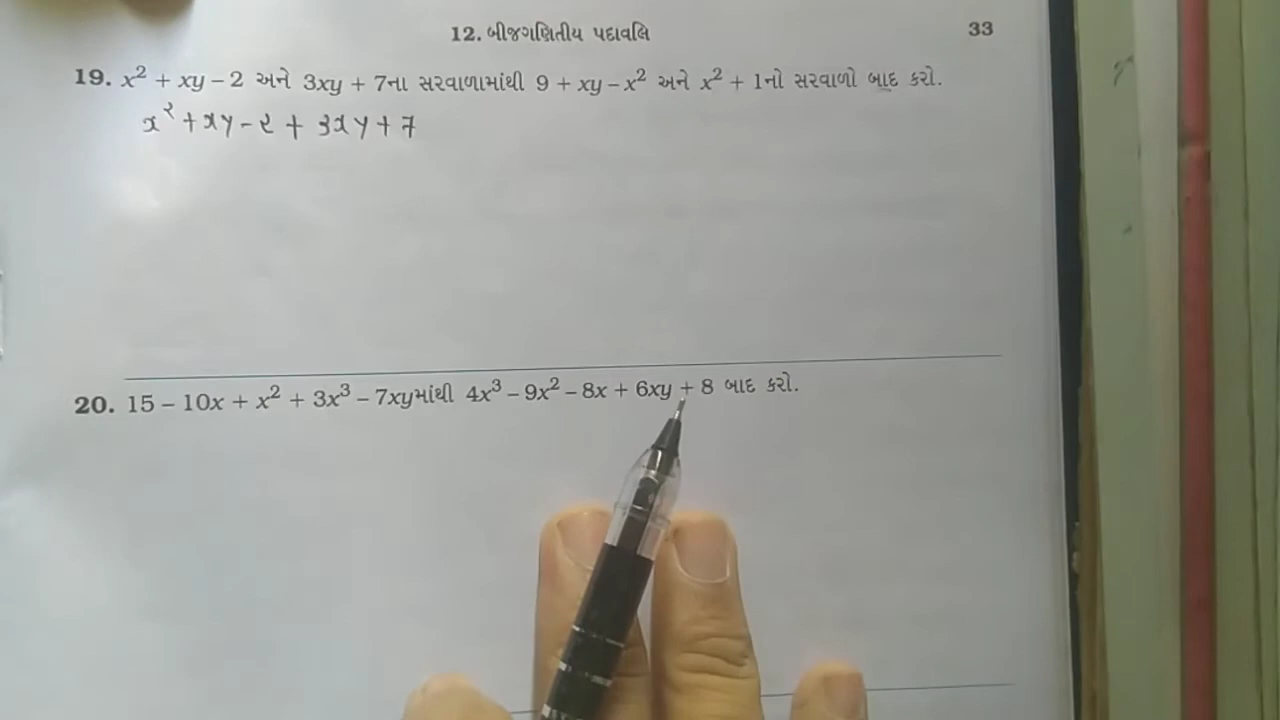 12. બીજગણિતીય પદાવલિ 33
19. x² + xy – 2 અને 3xy + 7ના સરવાળામાંથી 9 + xy – x² અને x² + 1નો સરવાળો બાદ કરો.
x² + xy – ૨ + 3xy + 7
20. 15 – 10x + x² + 3x³ – 7xyમાંથી 4x³ – 9x² – 8x + 6xy + 8 બાદ કરો.